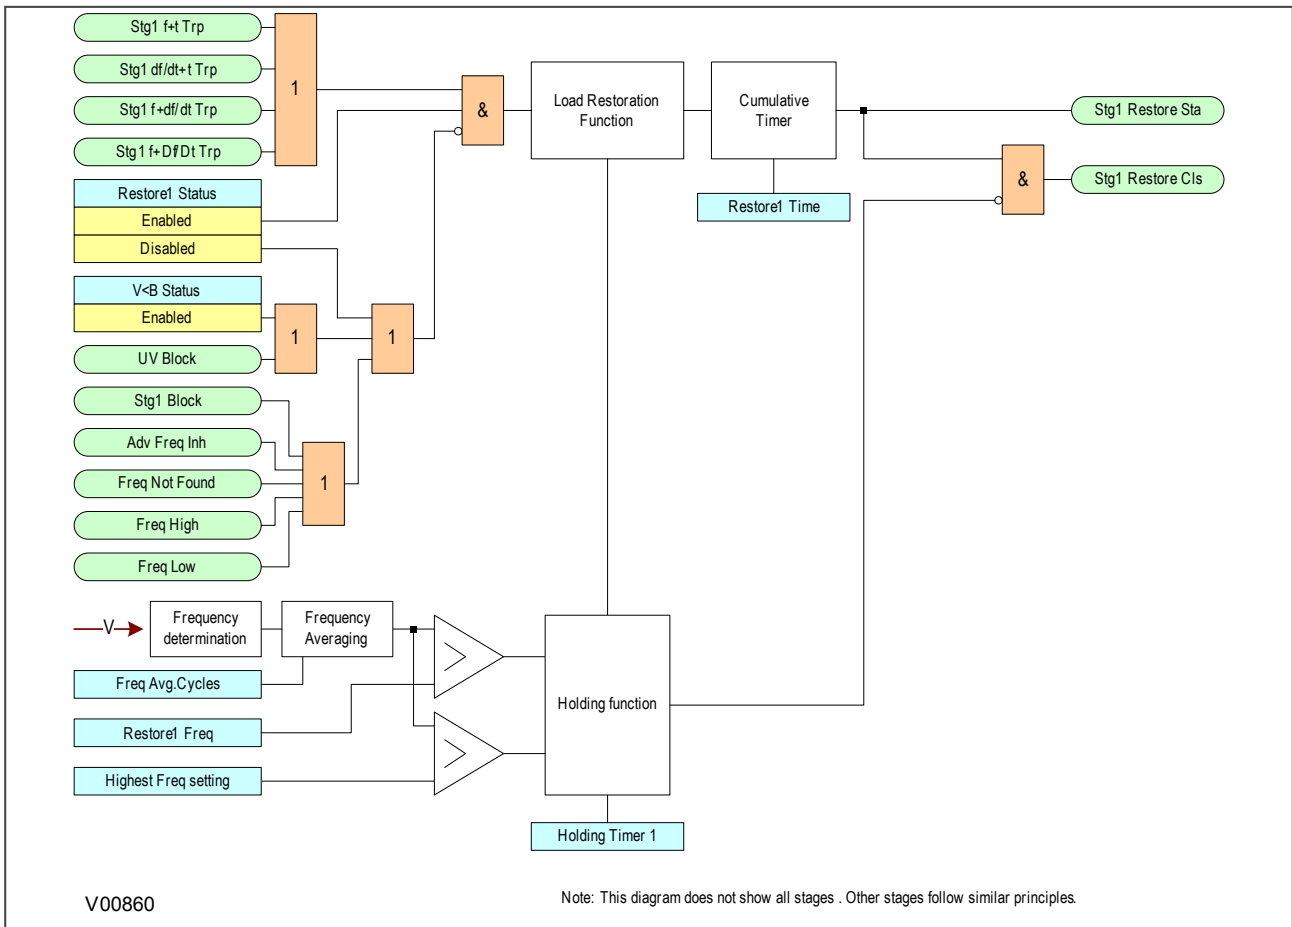 Stg1 f+t Trp
Stg1 df/dt+t Trp
Stg1 f+df/dt Trp
Stg1 f+Df/Dt Trp
1
&
Load Restoration
Function
Cumulative
Timer
Restore1 Time
Stg1 Restore Sta
&
Stg1 Restore Cls
Restore1 Status
Enabled
Disabled
V<B Status
Enabled
UV Block
1
1
Stg1 Block
Adv Freq Inh
Freq Not Found
Freq High
Freq Low
1
V
Frequency
determination
Frequency
Averaging
Freq Avg.Cycles
Restore1 Freq
Highest Freq setting
>
>
Holding function
Holding Timer 1
V00860
Note: This diagram does not show all stages . Other stages follow similar principles.